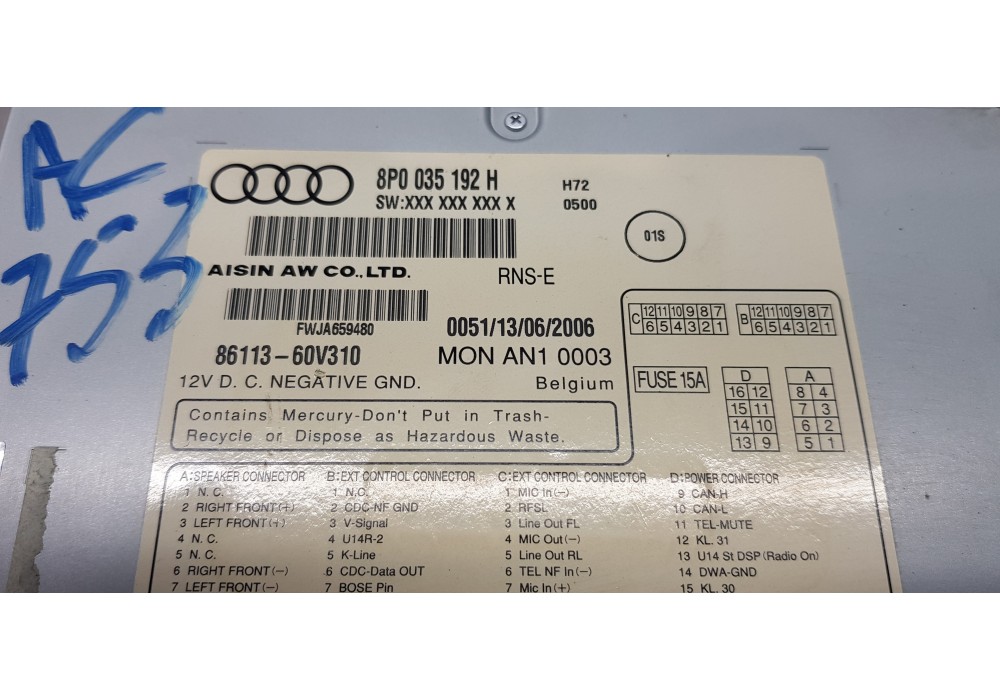 AC
753
8P0 035 192 H
SW:XXX XXX XXX X
H72
0500
01S
AISIN AW CO.,LTD.
RNS-E
FWJA659480
0051/13/06/2006
86113-60V310
MON AN1 0003
12V D. C. NEGATIVE GND.
Belgium
Contains Mercury-Don't Put in Trash-
Recycle or Dispose as Hazardous Waste.
C 12 11 10 9 8 7
6 5 4 3 2 1
B 12 11 10 9 8 7
6 5 4 3 2 1
FUSE 15A
D
16 12
15 11
14 10
13 9
A
8 4
7 3
6 2
5 1
A:SPEAKER CONNECTOR
1 N. C.
2 RIGHT FRONT(+)
3 LEFT FRONT(+)
4 N. C.
5 N. C.
6 RIGHT FRONT(-)
7 LEFT FRONT(-)
B:EXT CONTROL CONNECTOR
1 N.C.
2 CDC-NF GND
3 V-Signal
4 U14R-2
5 K-Line
6 CDC-Data OUT
7 BOSE Pin
C:EXT CONTROL CONNECTOR
1 MIC In(-)
2 RFSL
3 Line Out FL
4 MIC Out(-)
5 Line Out RL
6 TEL NF In(-)
7 Mic In(+)
D:POWER CONNECTOR
9 CAN-H
10 CAN-L
11 TEL-MUTE
12 KL. 31
13 U14 St DSP (Radio On)
14 DWA-GND
15 KL. 30